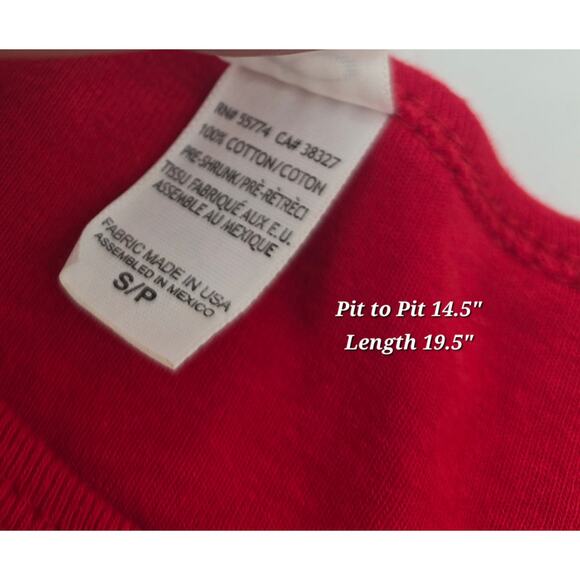 RN# 55774 CA# 38327
100% COTTON/COTON
PRE-SHRUNK/PRÉ-RÉTRÉCI
TISSU FABRIQUÉ AUX E.U.
ASSEMBLE AU MEXIQUE
FABRIC MADE IN USA
ASSEMBLED IN MEXICO
S/P
Pit to Pit 14.5"
Length 19.5"